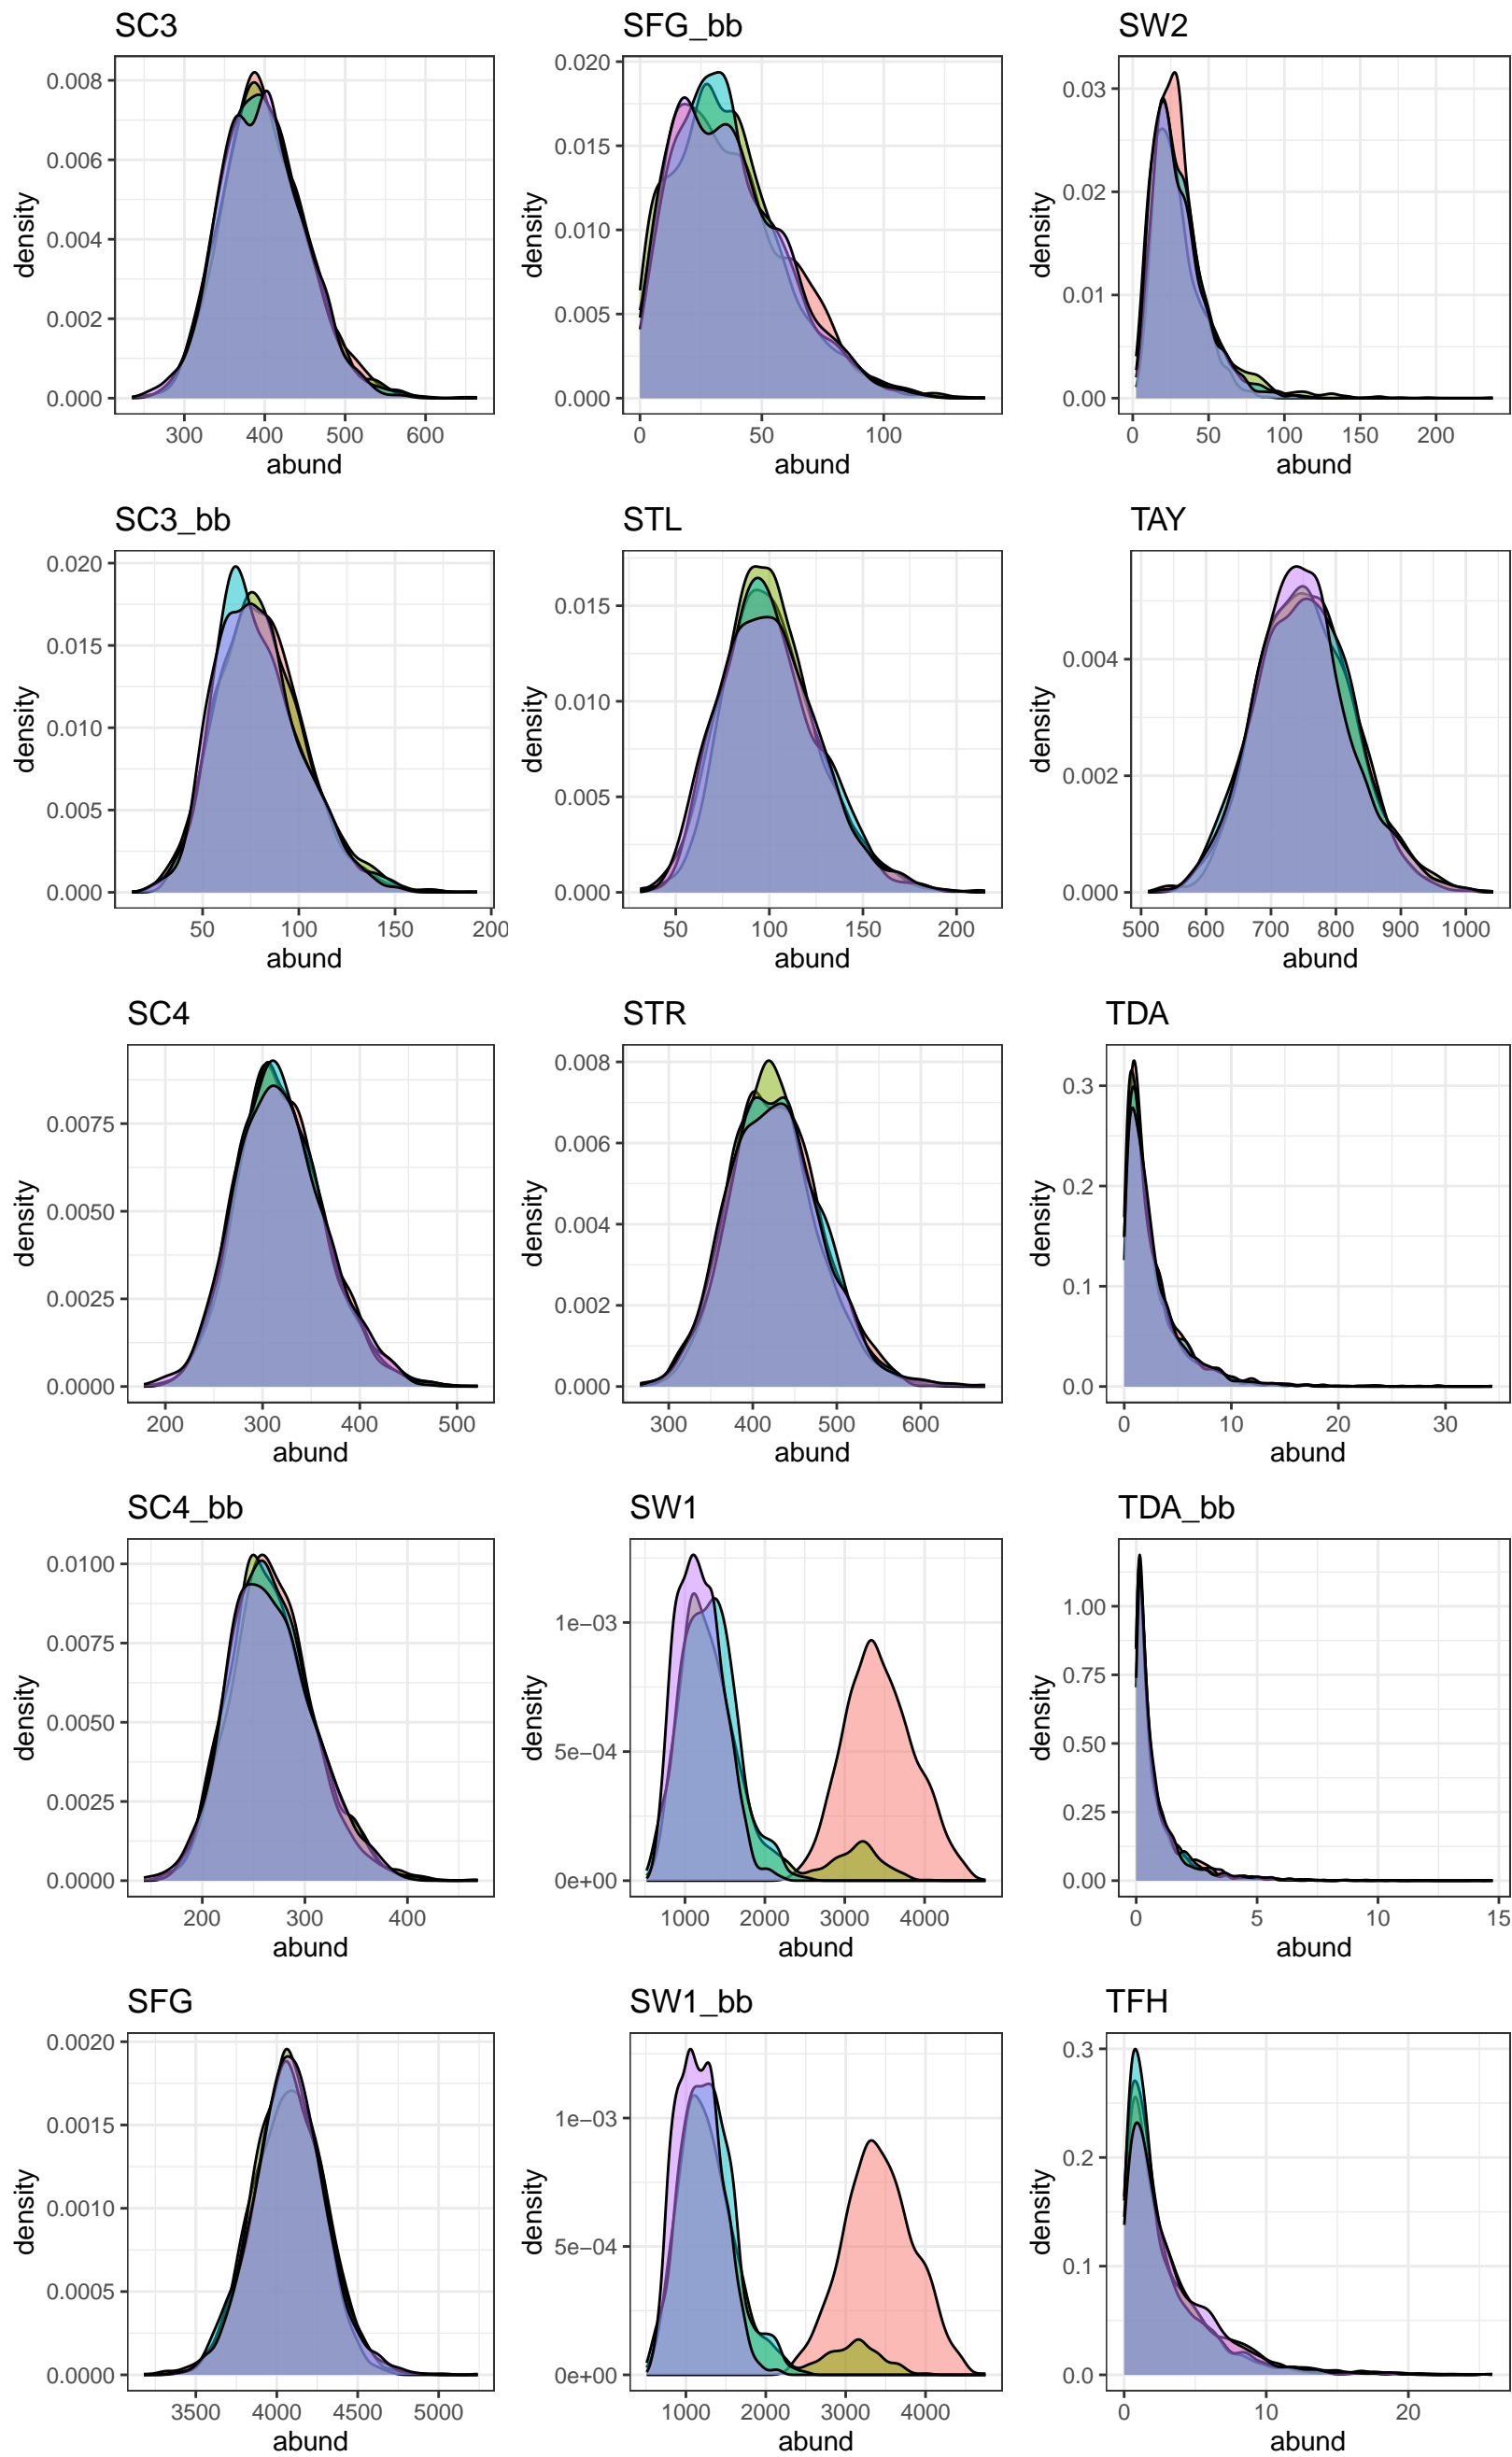 SC3 SFG_bb SW2
0.008 0.006 0.004 0.002 0.000 density 300 400 500 600 abund
0.020 0.015 0.010 0.005 0.000 density 0 50 100 abund
0.03 0.02 0.01 0.00 density 0 50 100 150 200 abund
SC3_bb STL TAY
0.020 0.015 0.010 0.005 0.000 density 50 100 150 200 abund
0.015 0.010 0.005 0.000 density 50 100 150 200 abund
0.004 0.002 0.000 density 500 600 700 800 900 1000 abund
SC4 STR TDA
0.0075 0.0050 0.0025 0.0000 density 200 300 400 500 abund
0.008 0.006 0.004 0.002 0.000 density 300 400 500 600 abund
0.3 0.2 0.1 0.0 density 0 10 20 30 abund
SC4_bb SW1 TDA_bb
0.0100 0.0075 0.0050 0.0025 0.0000 density 200 300 400 abund
1e−03 5e−04 0e+00 density 1000 2000 3000 4000 abund
1.00 0.75 0.50 0.25 0.00 density 0 5 10 15 abund
SFG SW1_bb TFH
0.0020 0.0015 0.0010 0.0005 0.0000 density 3500 4000 4500 5000 abund
1e−03 5e−04 0e+00 density 1000 2000 3000 4000 abund
0.3 0.2 0.1 0.0 density 0 10 20 abund